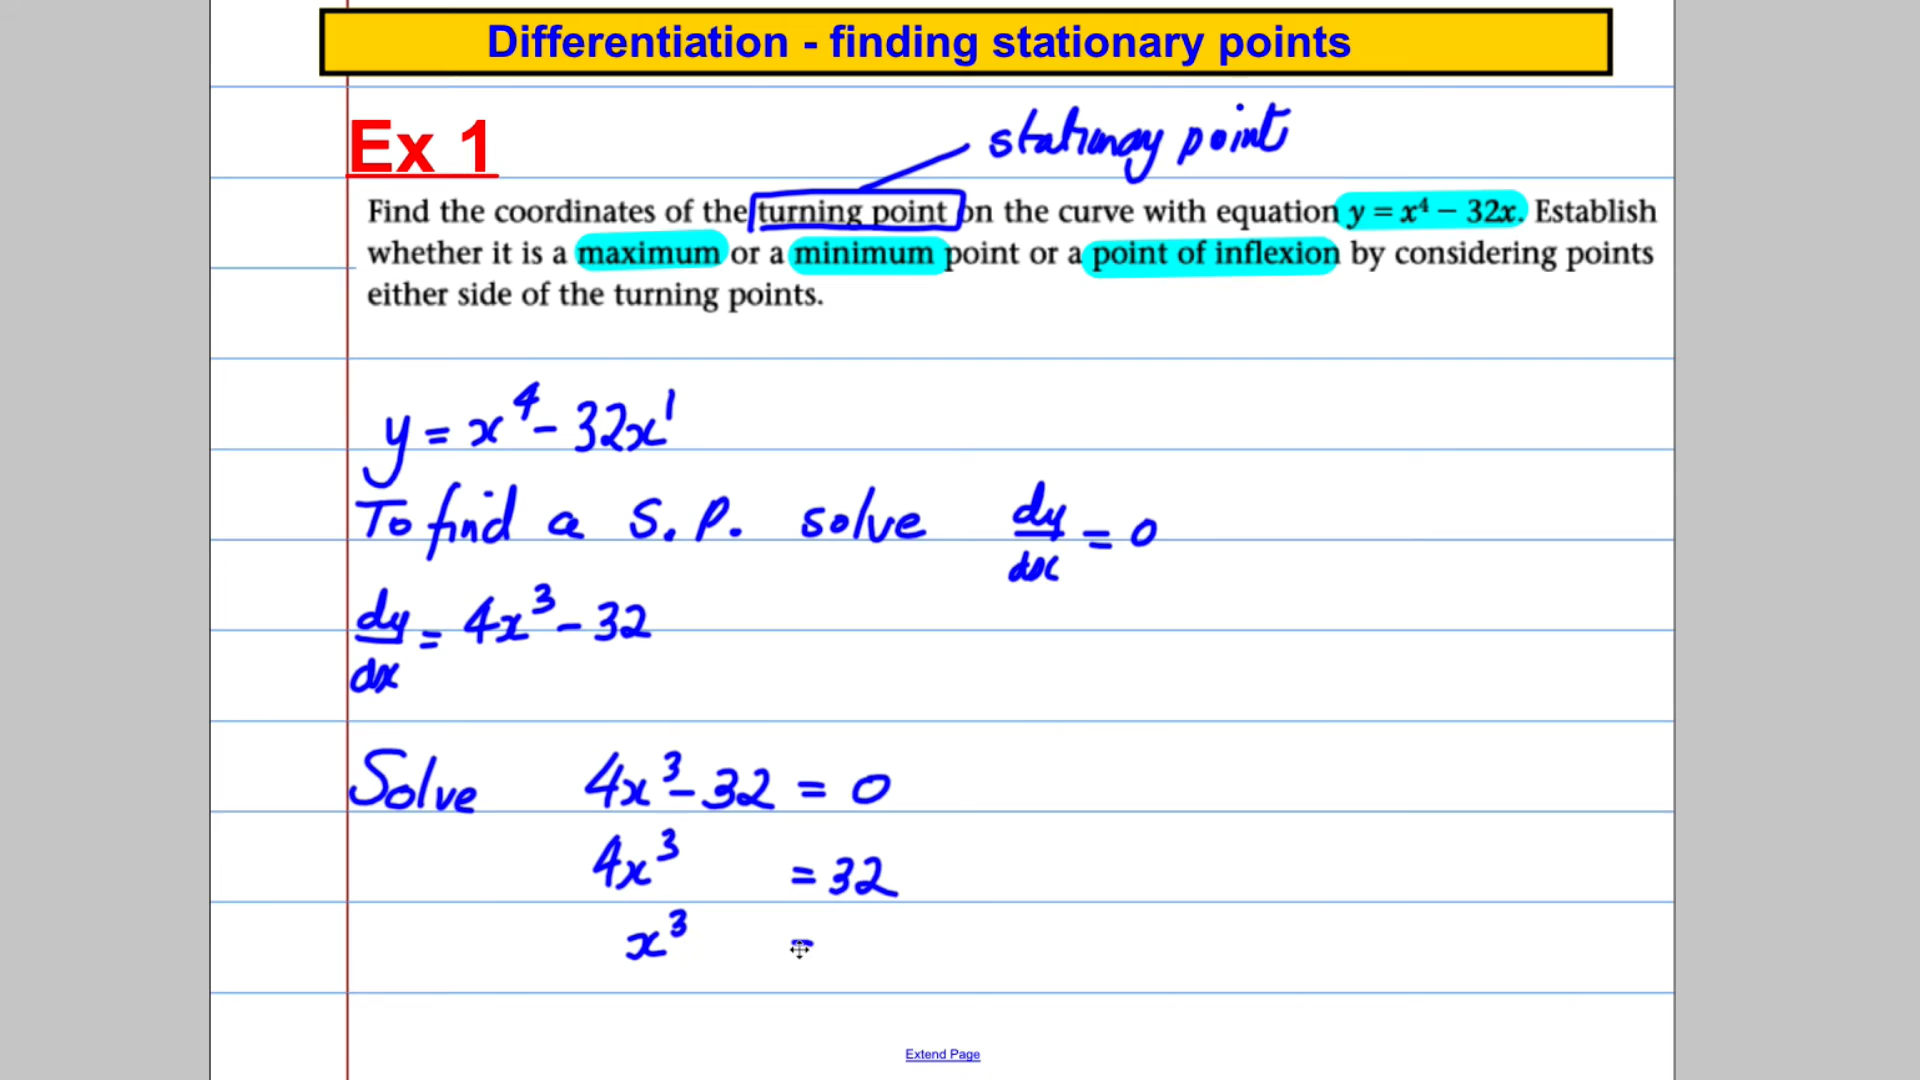 Differentiation - finding stationary points
Ex 1
stationary point
Find the coordinates of the turning point on the curve with equation y = x⁴ − 32x. Establish
whether it is a maximum or a minimum point or a point of inflexion by considering points
either side of the turning points.
y = x⁴ - 32x¹
To find a S.P. solve dy/dx = 0
dy/dx = 4x³ - 32
Solve 4x³ - 32 = 0
4x³ = 32
x³ =
Extend Page